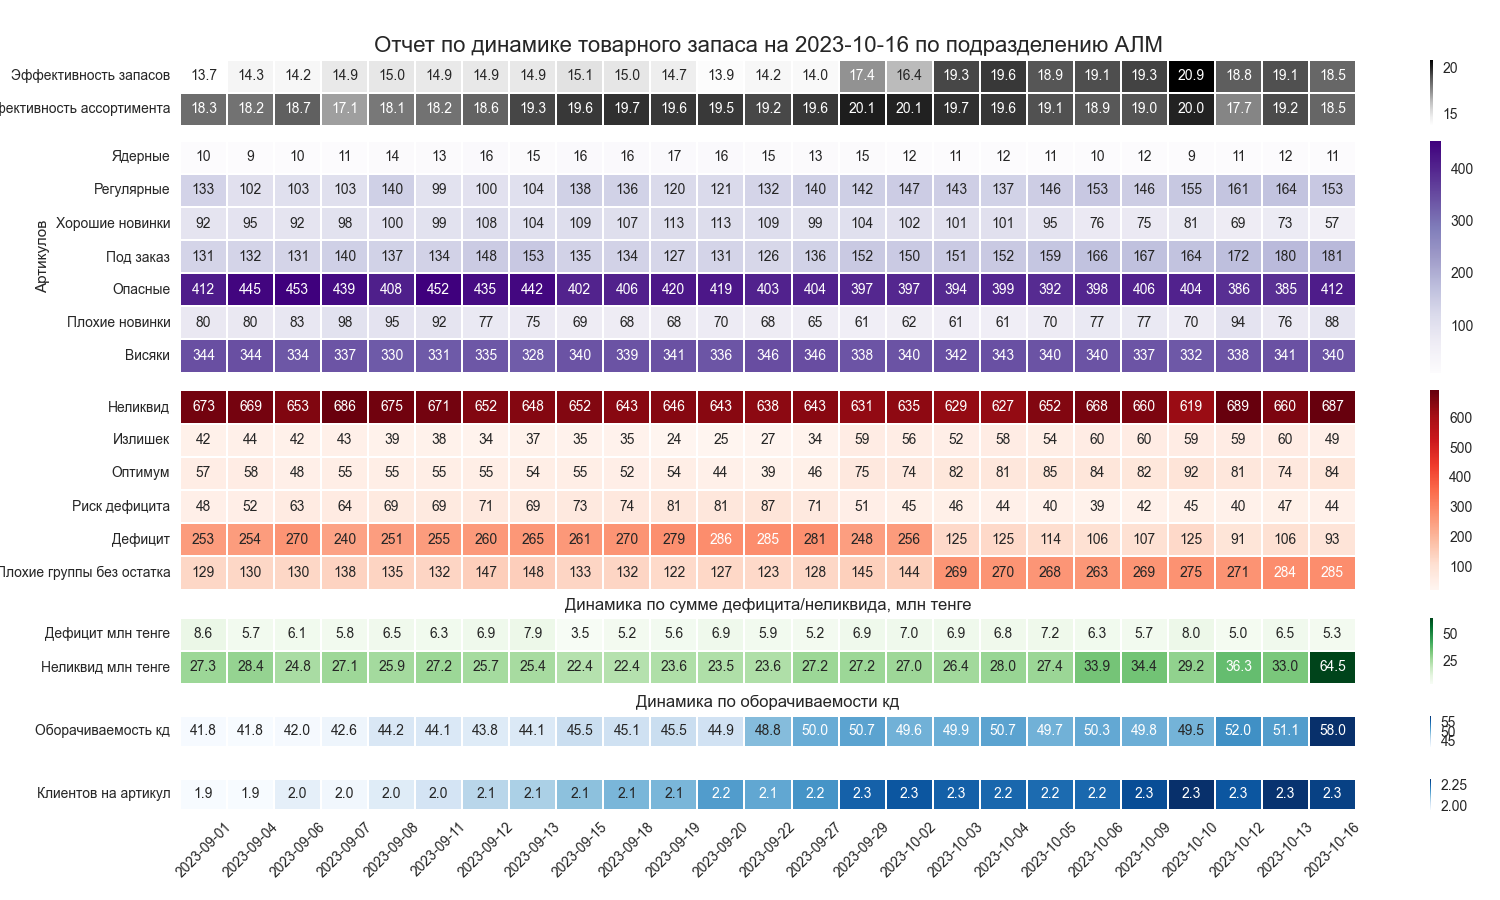 Отчет по динамике товарного запаса на 2023-10-16 по подразделению АЛМ
Эффективность запасов 13.7 14.3 14.2 14.9 15.0 14.9 14.9 14.9 15.1 15.0 14.7 13.9 14.2 14.0 17.4 16.4 19.3 19.6 18.9 19.1 19.3 20.9 18.8 19.1 18.5
фективность ассортимента 18.3 18.2 18.7 17.1 18.1 18.2 18.6 19.3 19.6 19.7 19.6 19.5 19.2 19.6 20.1 20.1 19.7 19.6 19.1 18.9 19.0 20.0 17.7 19.2 18.5
20
15
Артикулов
Ядерные 10 9 10 11 14 13 16 15 16 16 17 16 15 13 15 12 11 12 11 10 12 9 11 12 11
Регулярные 133 102 103 103 140 99 100 104 138 136 120 121 132 140 142 147 143 137 146 153 146 155 161 164 153
Хорошие новинки 92 95 92 98 100 99 108 104 109 107 113 113 109 99 104 102 101 101 95 76 75 81 69 73 57
Под заказ 131 132 131 140 137 134 148 153 135 134 127 131 126 136 152 150 151 152 159 166 167 164 172 180 181
Опасные 412 445 453 439 408 452 435 442 402 406 420 419 403 404 397 397 394 399 392 398 406 404 386 385 412
Плохие новинки 80 80 83 98 95 92 77 75 69 68 68 70 68 65 61 62 61 61 70 77 77 70 94 76 88
Висяки 344 344 334 337 330 331 335 328 340 339 341 336 346 346 338 340 342 343 340 340 337 332 338 341 340
400
300
200
100
Неликвид 673 669 653 686 675 671 652 648 652 643 646 643 638 643 631 635 629 627 652 668 660 619 689 660 687
Излишек 42 44 42 43 39 38 34 37 35 35 24 25 27 34 59 56 52 58 54 60 60 59 59 60 49
Оптимум 57 58 48 55 55 55 55 54 55 52 54 44 39 46 75 74 82 81 85 84 82 92 81 74 84
Риск дефицита 48 52 63 64 69 69 71 69 73 74 81 81 87 71 51 45 46 44 40 39 42 45 40 47 44
Дефицит 253 254 270 240 251 255 260 265 261 270 279 286 285 281 248 256 125 125 114 106 107 125 91 106 93
Плохие группы без остатка 129 130 130 138 135 132 147 148 133 132 122 127 123 128 145 144 269 270 268 263 269 275 271 284 285
600
500
400
300
200
100
Динамика по сумме дефицита/неликвида, млн тенге
Дефицит млн тенге 8.6 5.7 6.1 5.8 6.5 6.3 6.9 7.9 3.5 5.2 5.6 6.9 5.9 5.2 6.9 7.0 6.9 6.8 7.2 6.3 5.7 8.0 5.0 6.5 5.3
Неликвид млн тенге 27.3 28.4 24.8 27.1 25.9 27.2 25.7 25.4 22.4 22.4 23.6 23.5 23.6 27.2 27.2 27.0 26.4 28.0 27.4 33.9 34.4 29.2 36.3 33.0 64.5
50
25
Динамика по оборачиваемости кд
Оборачиваемость кд 41.8 41.8 42.0 42.6 44.2 44.1 43.8 44.1 45.5 45.1 45.5 44.9 48.8 50.0 50.7 49.6 49.9 50.7 49.7 50.3 49.8 49.5 52.0 51.1 58.0
55
50
45
Клиентов на артикул 1.9 1.9 2.0 2.0 2.0 2.0 2.1 2.1 2.1 2.1 2.1 2.2 2.1 2.2 2.3 2.3 2.3 2.2 2.2 2.2 2.3 2.3 2.3 2.3 2.3
2.25
2.00
2023-09-01 2023-09-04 2023-09-06 2023-09-07 2023-09-08 2023-09-11 2023-09-12 2023-09-13 2023-09-15 2023-09-18 2023-09-19 2023-09-20 2023-09-22 2023-09-27 2023-09-29 2023-10-02 2023-10-03 2023-10-04 2023-10-05 2023-10-06 2023-10-09 2023-10-10 2023-10-12 2023-10-13 2023-10-16